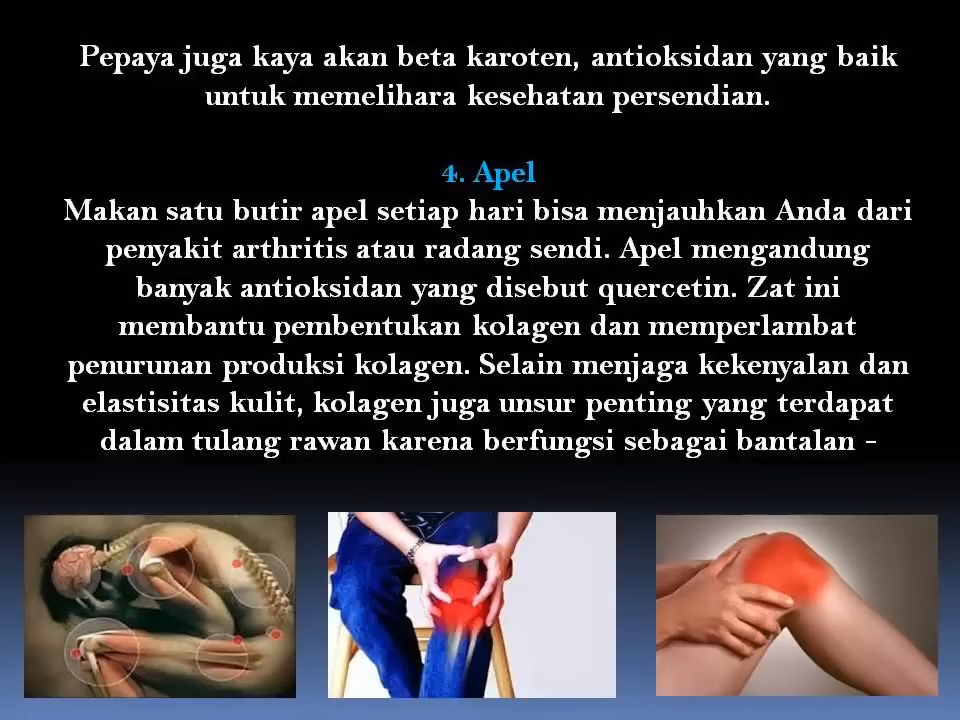 Pepaya juga kaya akan beta karoten, antioksidan yang baik
untuk memelihara kesehatan persendian.
4. Apel
Makan satu butir apel setiap hari bisa menjauhkan Anda dari
penyakit arthritis atau radang sendi. Apel mengandung
banyak antioksidan yang disebut quercetin. Zat ini
membantu pembentukan kolagen dan memperlambat
penurunan produksi kolagen. Selain menjaga kekenyalan dan
elastisitas kulit, kolagen juga unsur penting yang terdapat
dalam tulang rawan karena berfungsi sebagai bantalan -